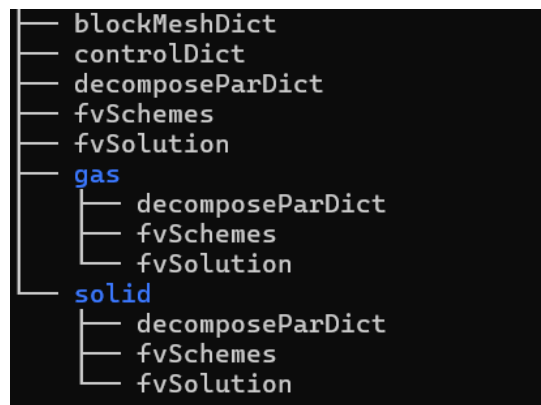 blockMeshDict
controlDict
decomposeParDict
fvSchemes
fvSolution
gas
decomposeParDict
fvSchemes
fvSolution
solid
decomposeParDict
fvSchemes
fvSolution